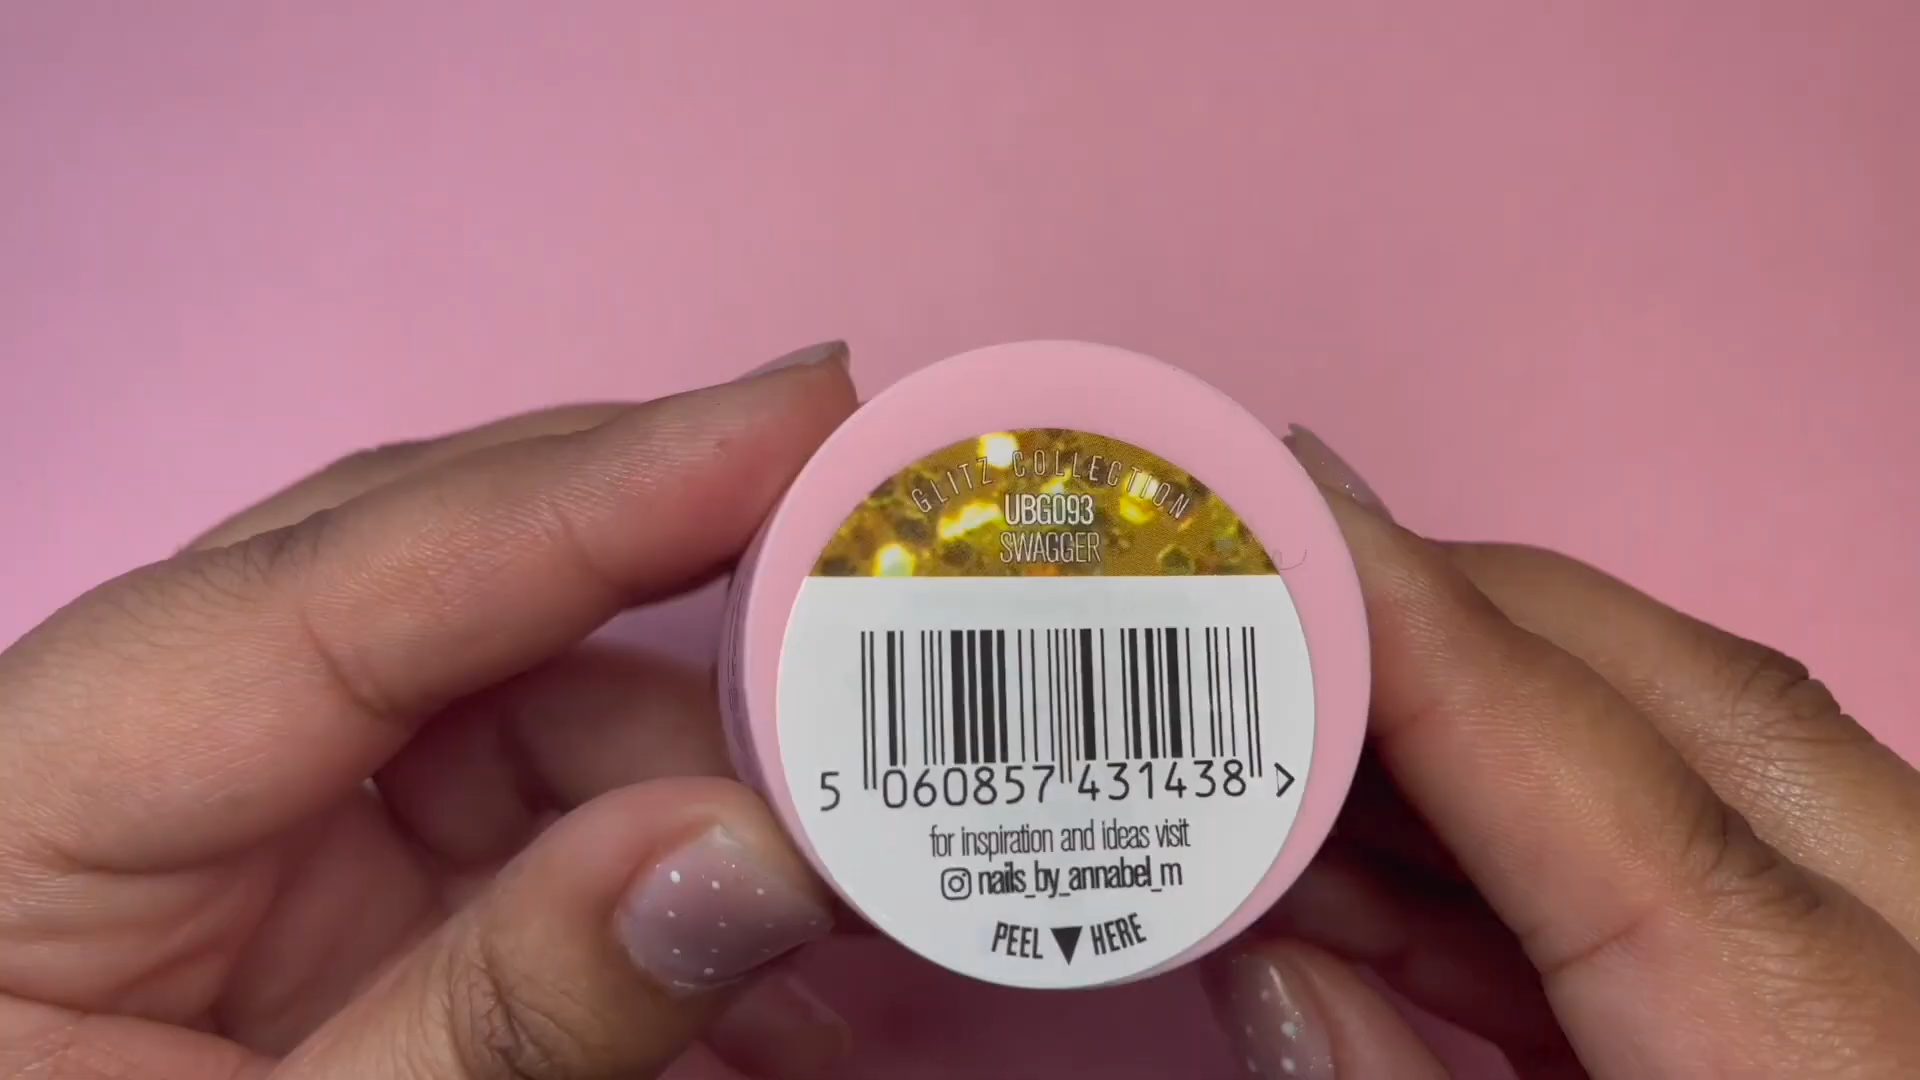 GLITZ COLLECTION
UBG093
SWAGGER
5 060857 431438 >
for inspiration and ideas visit
nails_by_annabel_m
PEEL ▼ HERE